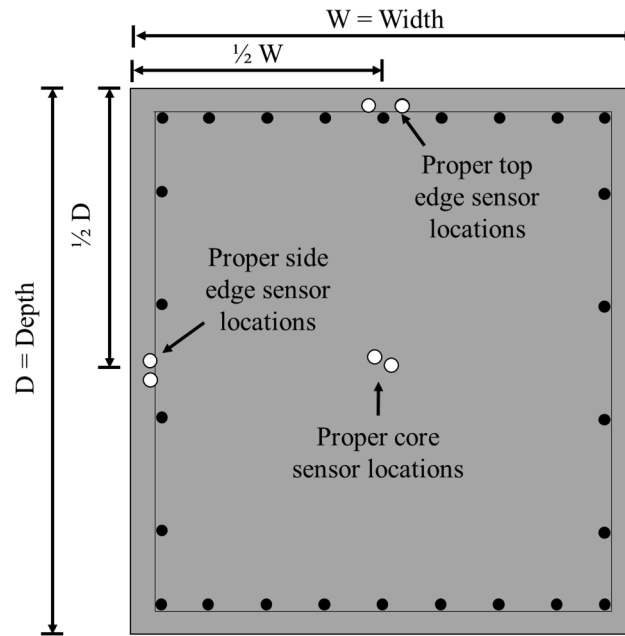 W = Width
½ W
Proper top
edge sensor
locations
½ D
Proper side
edge sensor
locations
D = Depth
Proper core
sensor locations